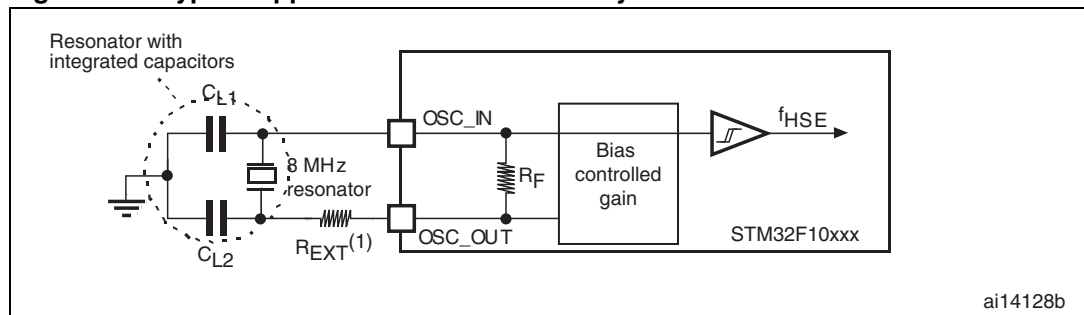 Resonator with
integrated capacitors
CL1
8 MHz
resonator
CL2
REXT(1)
OSC_IN
OSC_OUT
RF
Bias
controlled
gain
fHSE
STM32F10xxx
ai14128b